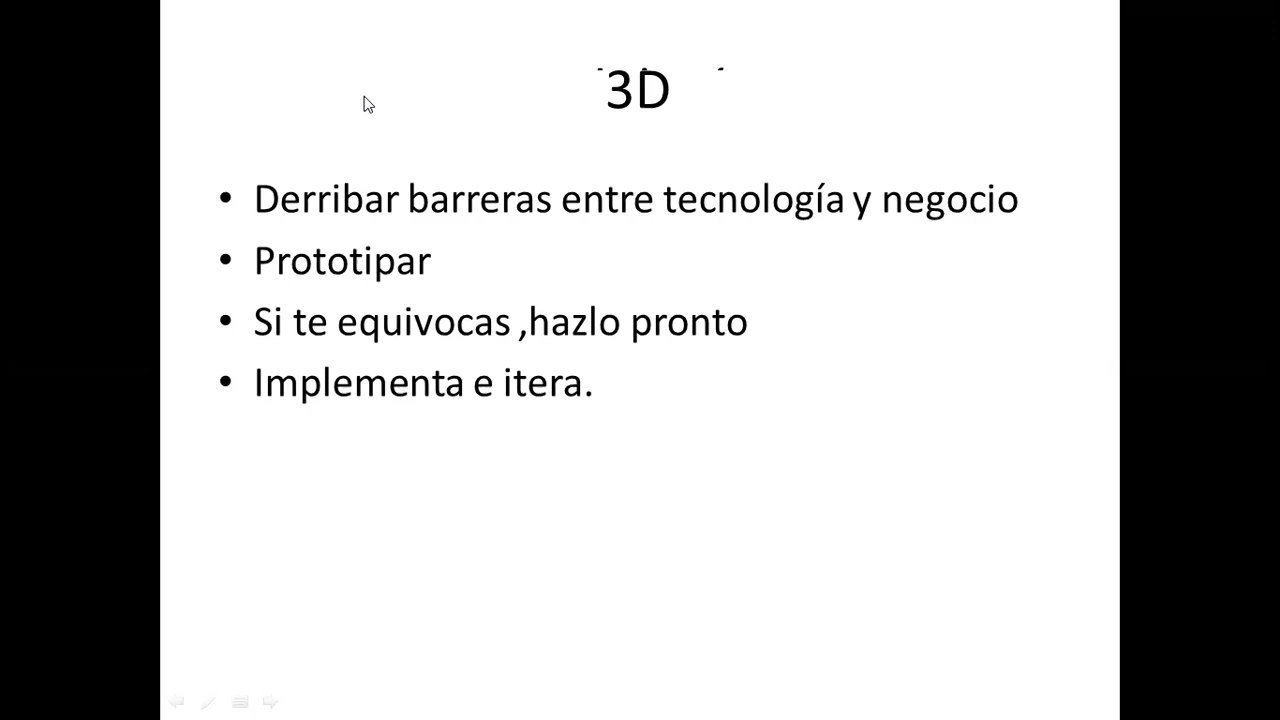 3D
• Derribar barreras entre tecnología y negocio
• Prototipar
• Si te equivocas ,hazlo pronto
• Implementa e itera.